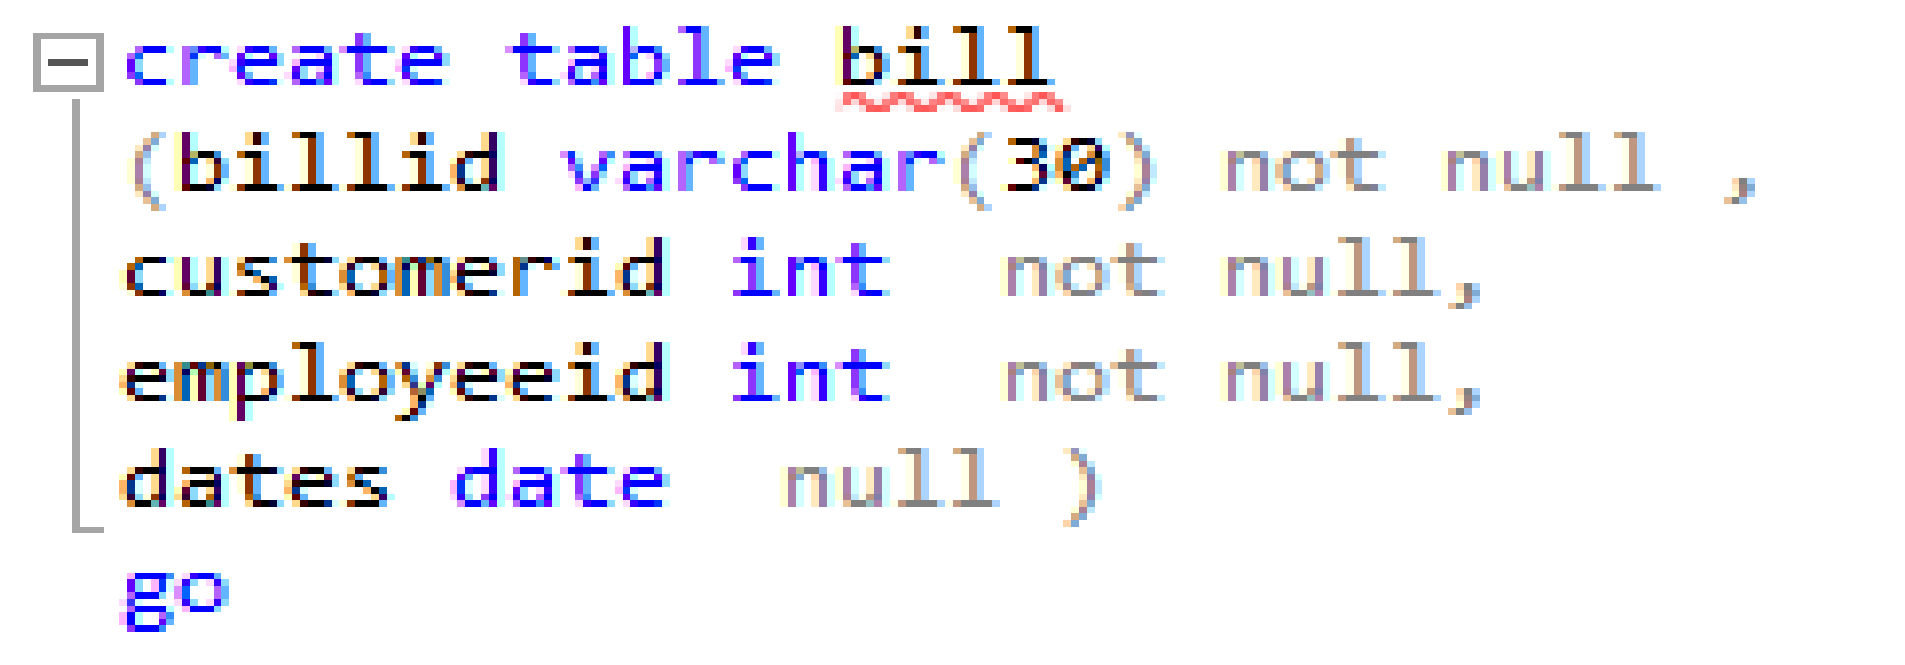 create table bill
(billid varchar(30) not null ,
customerid int  not null,
employeeid int  not null,
dates date  null )
go